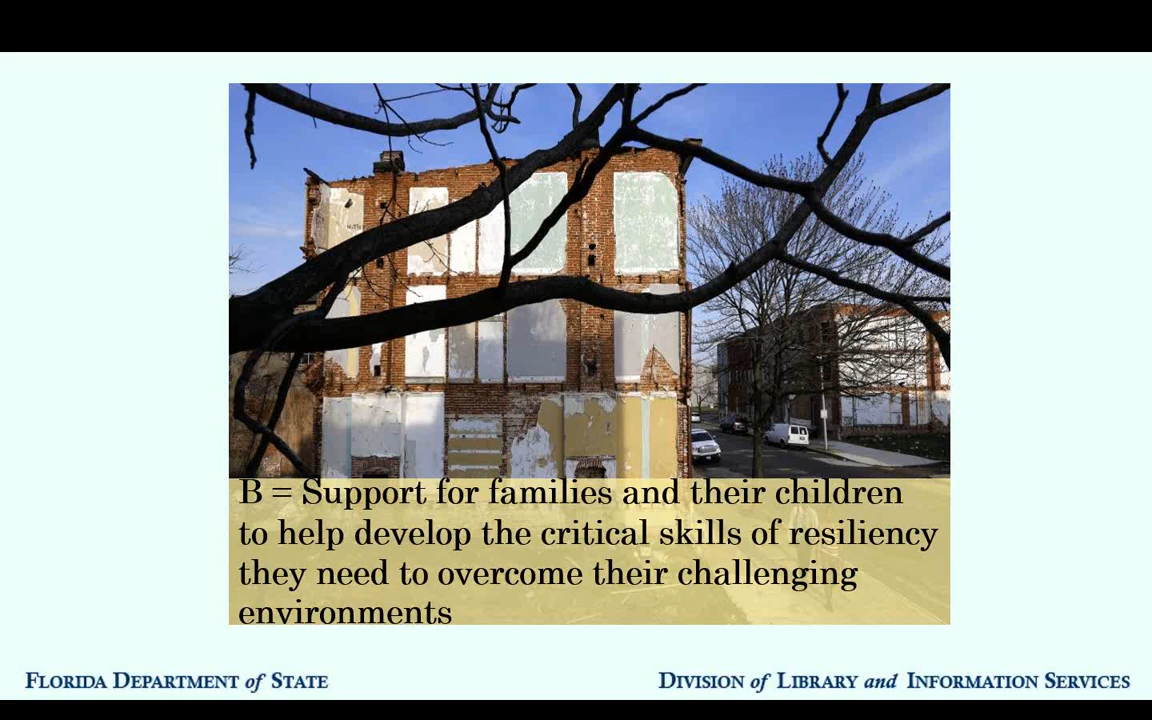 B = Support for families and their children
to help develop the critical skills of resiliency
they need to overcome their challenging
environments
FLORIDA DEPARTMENT of STATE
DIVISION of LIBRARY and INFORMATION SERVICES